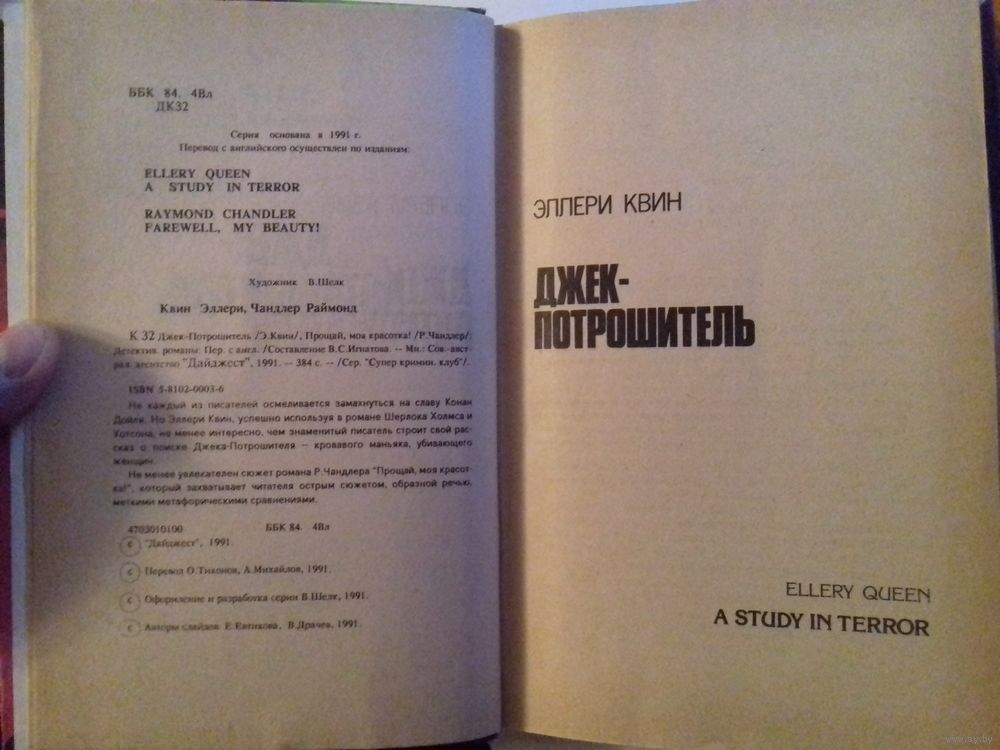 ББК 84. 4Вл
ДК32
Серия основана в 1991 г.
Перевод с английского осуществлен по изданиям:
ELLERY QUEEN
A STUDY IN TERROR
RAYMOND CHANDLER
FAREWELL, MY BEAUTY!
Художник В.Шелк
Квин Эллери, Чандлер Раймонд
К 32 Джек-Потрошитель /Э.Квин/, Прощай, моя красотка! /Р.Чандлер/:
Детектив. романы: Пер. с англ. /Составление В.С.Игнатова. -- Мн.: Сов.-авст-
рал. агентство "Дайджест", 1991. -- 384 с. -- /Сер. "Супер кримин. клуб"/.
ISBN 5-8102-0003-6
Не каждый из писателей осмеливается замахнуться на славу Конан
Дойля. Но Эллери Квин, успешно используя в романе Шерлока Холмса и
Уотсона, не менее интересно, чем знаменитый писатель строит свой рас-
сказ о поиске Джека-Потрошителя — кровавого маньяка, убивающего
женщин.
Не менее увлекателен сюжет романа Р.Чандлера "Прощай, моя красот-
ка!", который захватывает читателя острым сюжетом, образной речью,
меткими метафорическими сравнениями.
4703010100 ББК 84. 4Вл
с "Дайджест", 1991.
с Перевод О.Тихонов, А.Михайлов, 1991.
с Оформление и разработка серии В.Шелк, 1991.
с Авторы слайдов Е.Евтихова, В.Драчев, 1991.
ЭЛЛЕРИ КВИН
ДЖЕК-
ПОТРОШИТЕЛЬ
ELLERY QUEEN
A STUDY IN TERROR
www.ay.by